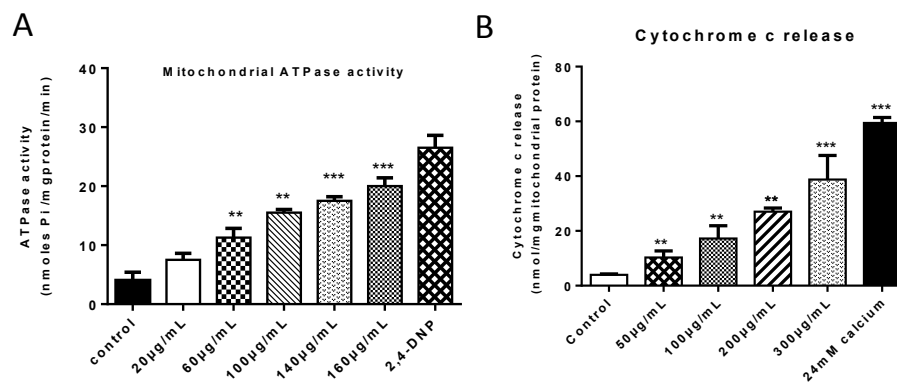 A
Mitochondrial ATPase activity
ATPase activity
(nmoles Pi/mgprotein/min)
40
30
20
10
0
**
**
***
***
control
20µg/mL
60µg/mL
100µg/mL
140µg/mL
160µg/mL
2,4-DNP
B
Cytochrome c release
Cytochrome c release
(nmol/mgmitochondrial protein)
80
60
40
20
0
**
**
**
***
***
Control
50µg/mL
100µg/mL
200µg/mL
300µg/mL
24mM calcium